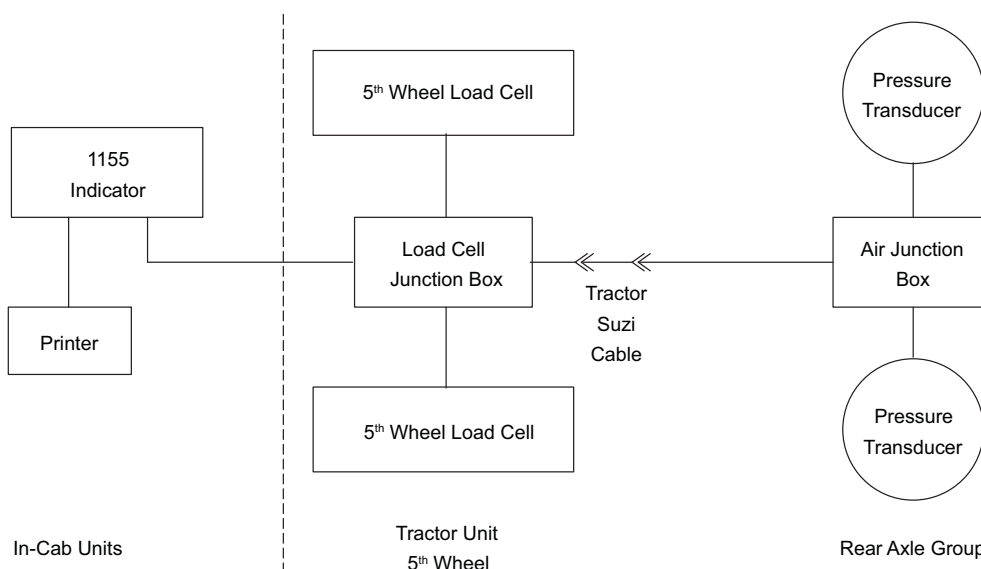 1155
Indicator
Printer
In-Cab Units
5th Wheel Load Cell
Load Cell
Junction Box
5th Wheel Load Cell
Tractor Unit
5th Wheel
Tractor
Suzi
Cable
Pressure
Transducer
Air Junction
Box
Pressure
Transducer
Rear Axle Group